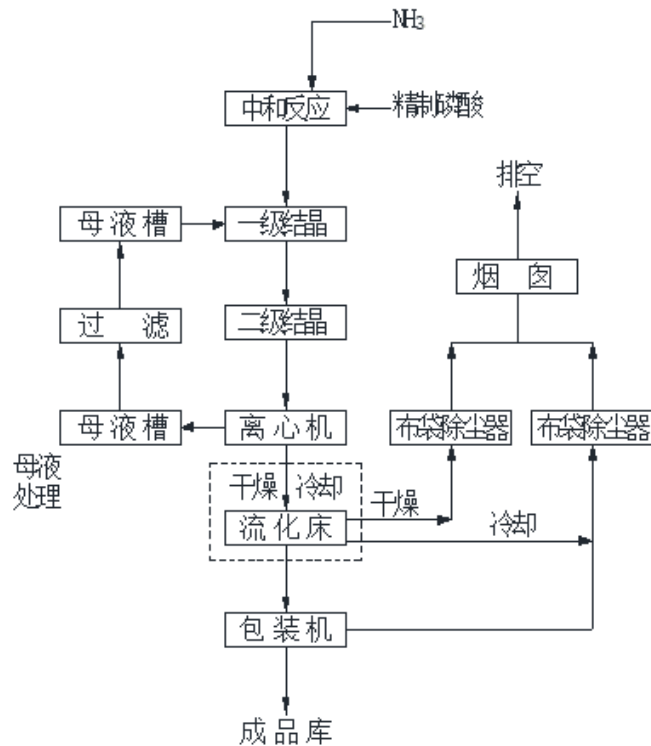 NH₃
中和反应
精制磷酸
排空
母液槽
一级结晶
烟 囱
过 滤
二级结晶
母液槽
离心机
布袋除尘器
布袋除尘器
母液
处理
干燥 冷却
干燥
流化床
冷却
包装机
成品库